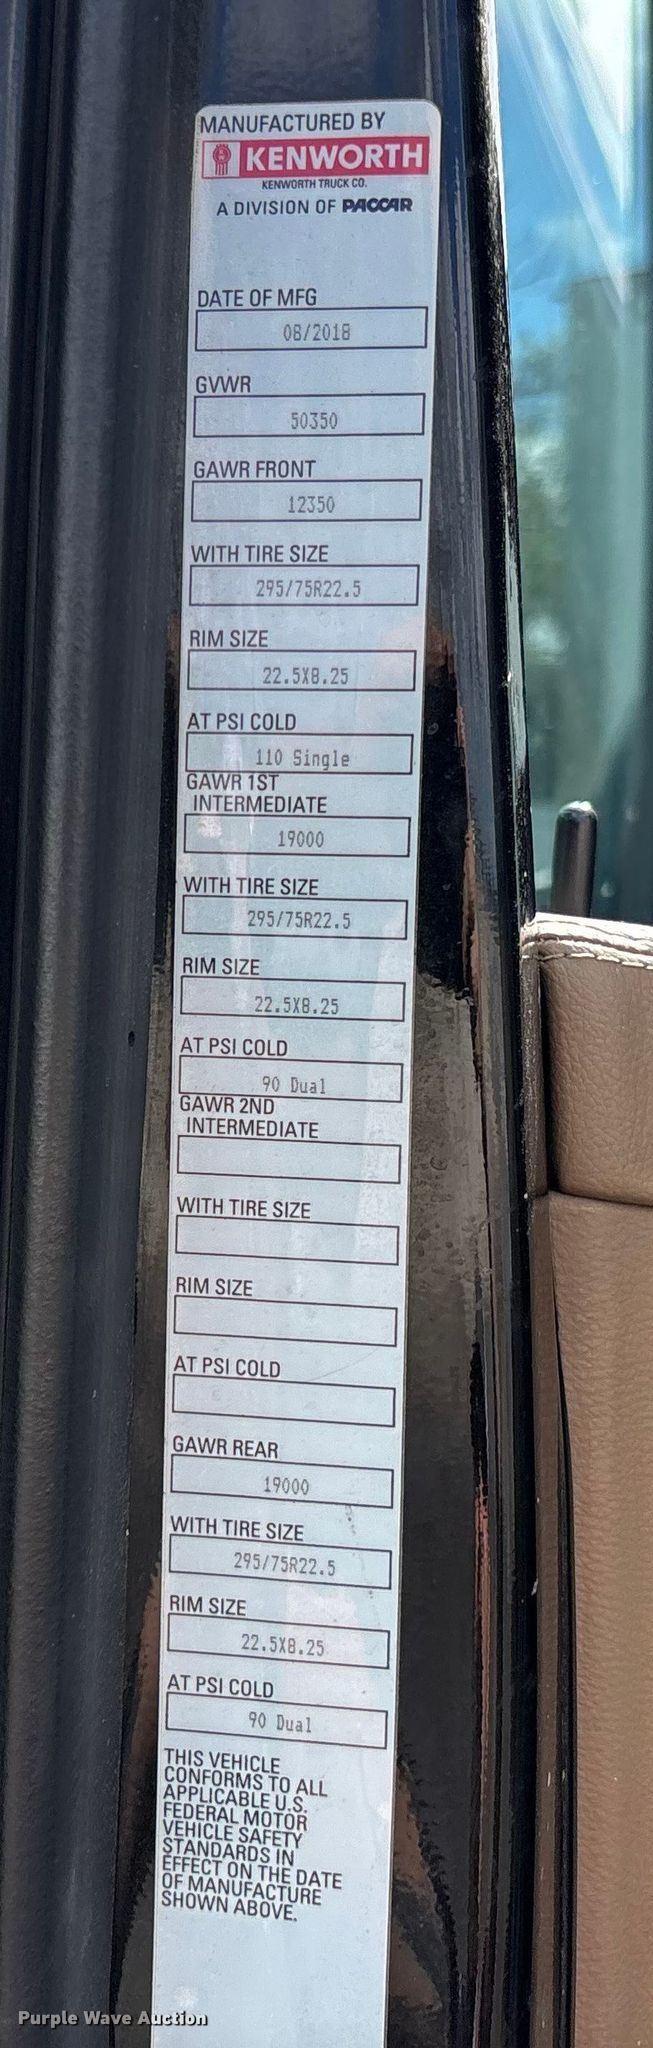 MANUFACTURED BY
KENWORTH
KENWORTH TRUCK CO.
A DIVISION OF PACCAR
DATE OF MFG
08/2018
GVWR
50350
GAWR FRONT
12350
WITH TIRE SIZE
295/75R22.5
RIM SIZE
22.5X8.25
AT PSI COLD
110 Single
GAWR 1ST
INTERMEDIATE
19000
WITH TIRE SIZE
295/75R22.5
RIM SIZE
22.5X8.25
AT PSI COLD
90 Dual
GAWR 2ND
INTERMEDIATE
WITH TIRE SIZE
RIM SIZE
AT PSI COLD
GAWR REAR
19000
WITH TIRE SIZE
295/75R22.5
RIM SIZE
22.5X8.25
AT PSI COLD
90 Dual
THIS VEHICLE
CONFORMS TO ALL
APPLICABLE U.S.
FEDERAL MOTOR
VEHICLE SAFETY
STANDARDS IN
EFFECT ON THE DATE
OF MANUFACTURE
SHOWN ABOVE.
Purple Wave Auction